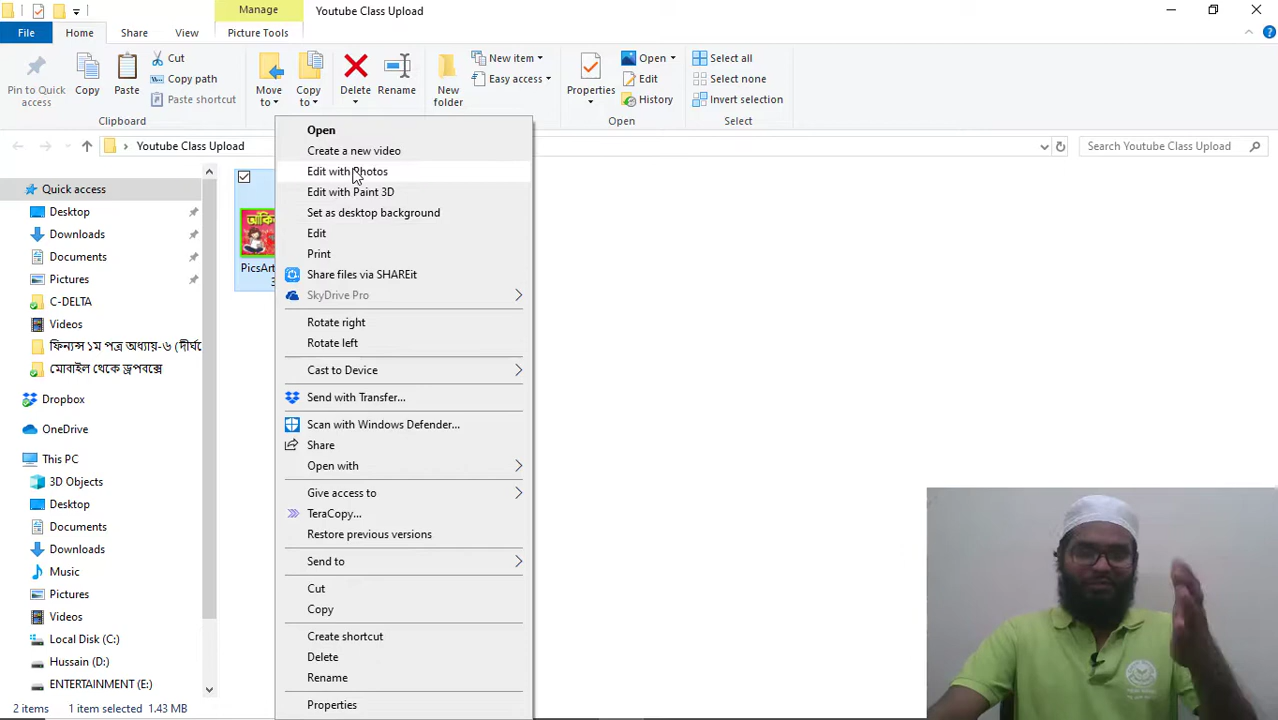 Manage
Youtube Class Upload
File
Home
Share
View
Picture Tools
Pin to Quick access
Copy
Paste
Cut
Copy path
Paste shortcut
Clipboard
Move to
Copy to
Delete
Rename
New folder
New item
Easy access
Properties
Open
Edit
History
Open
Select all
Select none
Invert selection
Select
Youtube Class Upload
Search Youtube Class Upload
Quick access
Desktop
Downloads
Documents
Pictures
C-DELTA
Videos
ফিন্যন্স ১ম পত্র অধ্যায়-৬ (দীর্ঘমে
মোবাইল থেকে ড্রপবক্সে
Dropbox
OneDrive
This PC
3D Objects
Desktop
Documents
Downloads
Music
Pictures
Videos
Local Disk (C:)
Hussain (D:)
ENTERTAINMENT (E:)
PicsArt
3
Open
Create a new video
Edit with Photos
Edit with Paint 3D
Set as desktop background
Edit
Print
Share files via SHAREit
SkyDrive Pro
Rotate right
Rotate left
Cast to Device
Send with Transfer...
Scan with Windows Defender...
Share
Open with
Give access to
TeraCopy...
Restore previous versions
Send to
Cut
Copy
Create shortcut
Delete
Rename
Properties
2 items
1 item selected 1.43 MB